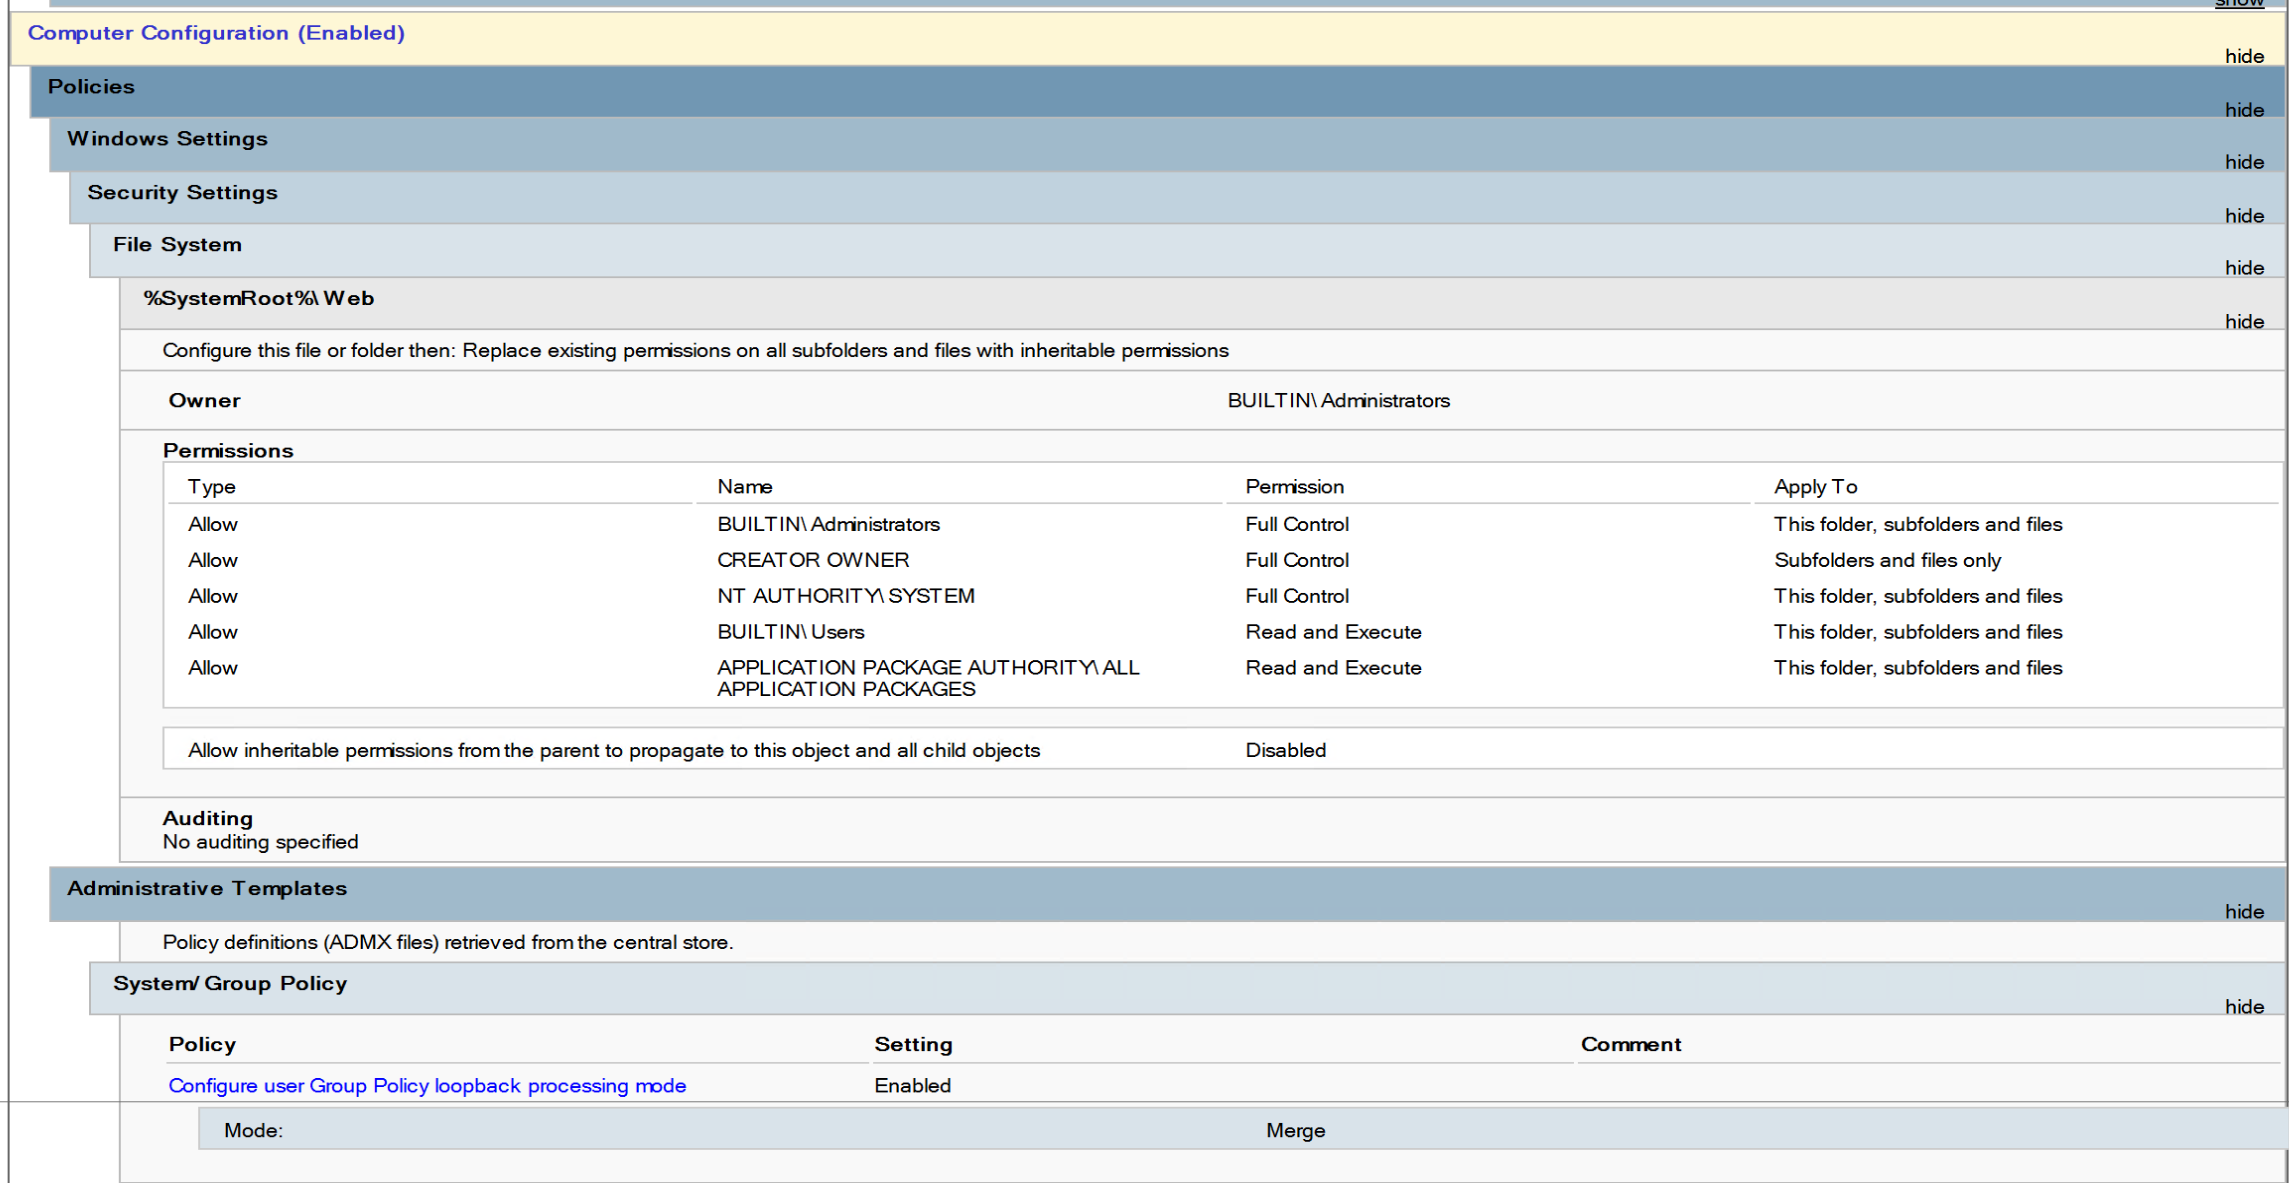 show
Computer Configuration (Enabled)
hide
Policies
hide
Windows Settings
hide
Security Settings
hide
File System
hide
%SystemRoot%\Web
hide
Configure this file or folder then: Replace existing permissions on all subfolders and files with inheritable permissions
Owner BUILTIN\Administrators
Permissions
Type Name Permission Apply To
Allow BUILTIN\Administrators Full Control This folder, subfolders and files
Allow CREATOR OWNER Full Control Subfolders and files only
Allow NT AUTHORITY\SYSTEM Full Control This folder, subfolders and files
Allow BUILTIN\Users Read and Execute This folder, subfolders and files
Allow APPLICATION PACKAGE AUTHORITY\ALL Read and Execute This folder, subfolders and files
APPLICATION PACKAGES
Allow inheritable permissions from the parent to propagate to this object and all child objects Disabled
Auditing
No auditing specified
Administrative Templates
hide
Policy definitions (ADMX files) retrieved from the central store.
System/Group Policy
hide
Policy Setting Comment
Configure user Group Policy loopback processing mode Enabled
Mode: Merge